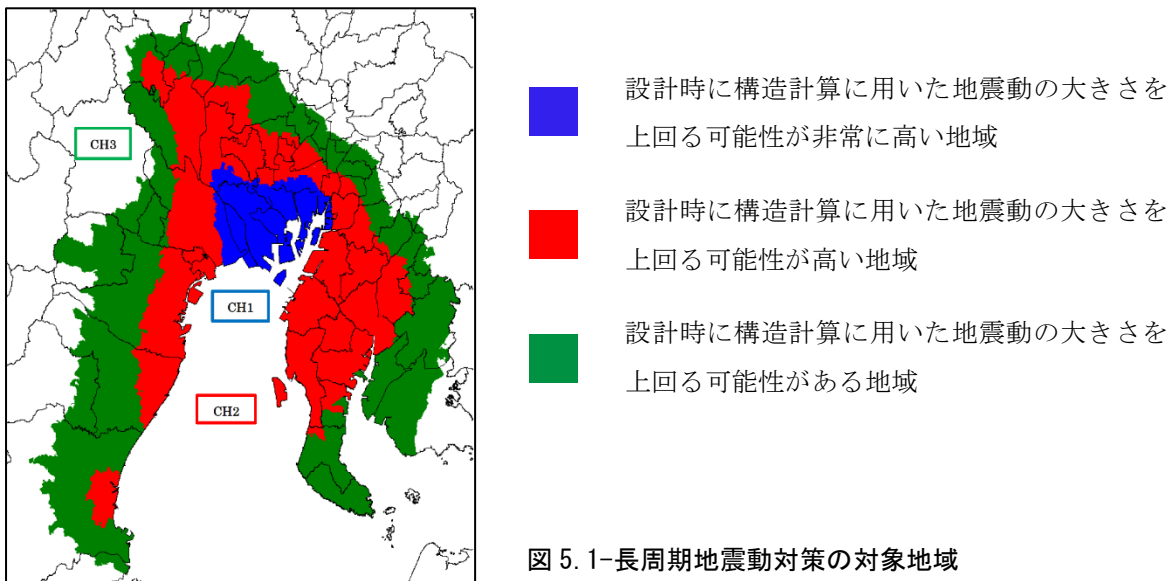 CH3
CH1
CH2
設計時に構造計算に用いた地震動の大きさを
上回る可能性が非常に高い地域
設計時に構造計算に用いた地震動の大きさを
上回る可能性が高い地域
設計時に構造計算に用いた地震動の大きさを
上回る可能性がある地域
図 5.1-長周期地震動対策の対象地域